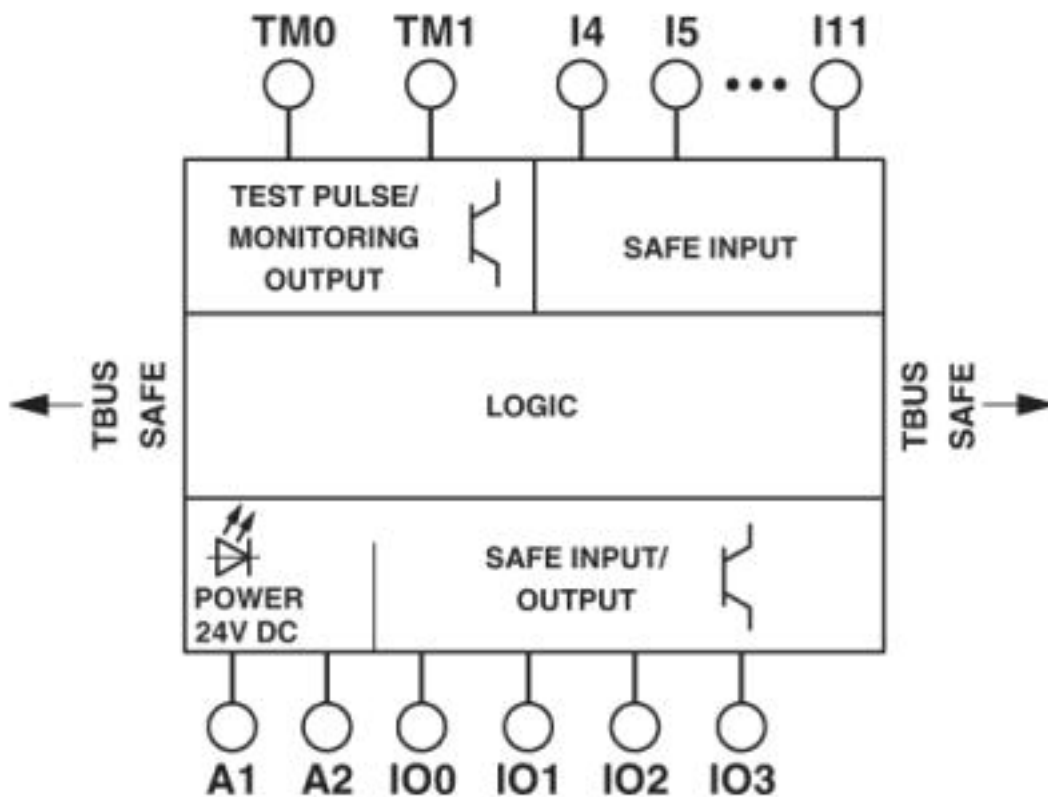 TM0 TM1 I4 I5 ••• I11
TEST PULSE/
MONITORING
OUTPUT
SAFE INPUT
TBUS
SAFE
LOGIC
TBUS
SAFE
POWER
24V DC
SAFE INPUT/
OUTPUT
A1 A2 IO0 IO1 IO2 IO3